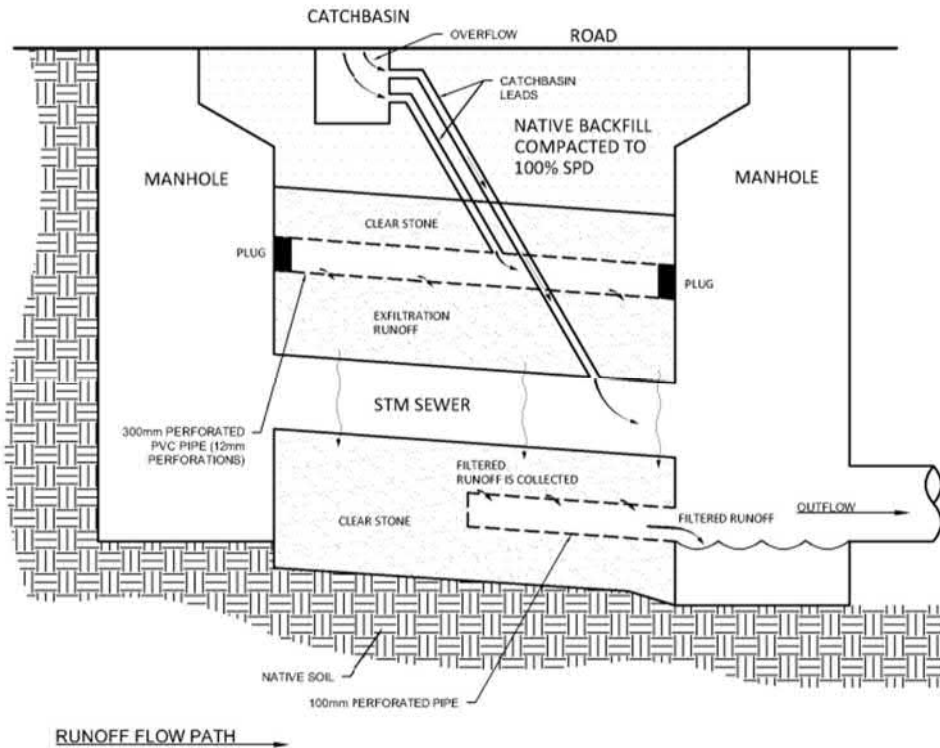 CATCHBASIN
OVERFLOW
ROAD
CATCHBASIN
LEADS
NATIVE BACKFILL
COMPACTED TO
100% SPD
MANHOLE
MANHOLE
CLEAR STONE
PLUG
PLUG
EXFILTRATION
RUNOFF
STM SEWER
300mm PERFORATED
PVC PIPE (12mm
PERFORATIONS)
FILTERED
RUNOFF IS COLLECTED
CLEAR STONE
FILTERED RUNOFF
OUTFLOW
NATIVE SOIL
100mm PERFORATED PIPE
RUNOFF FLOW PATH